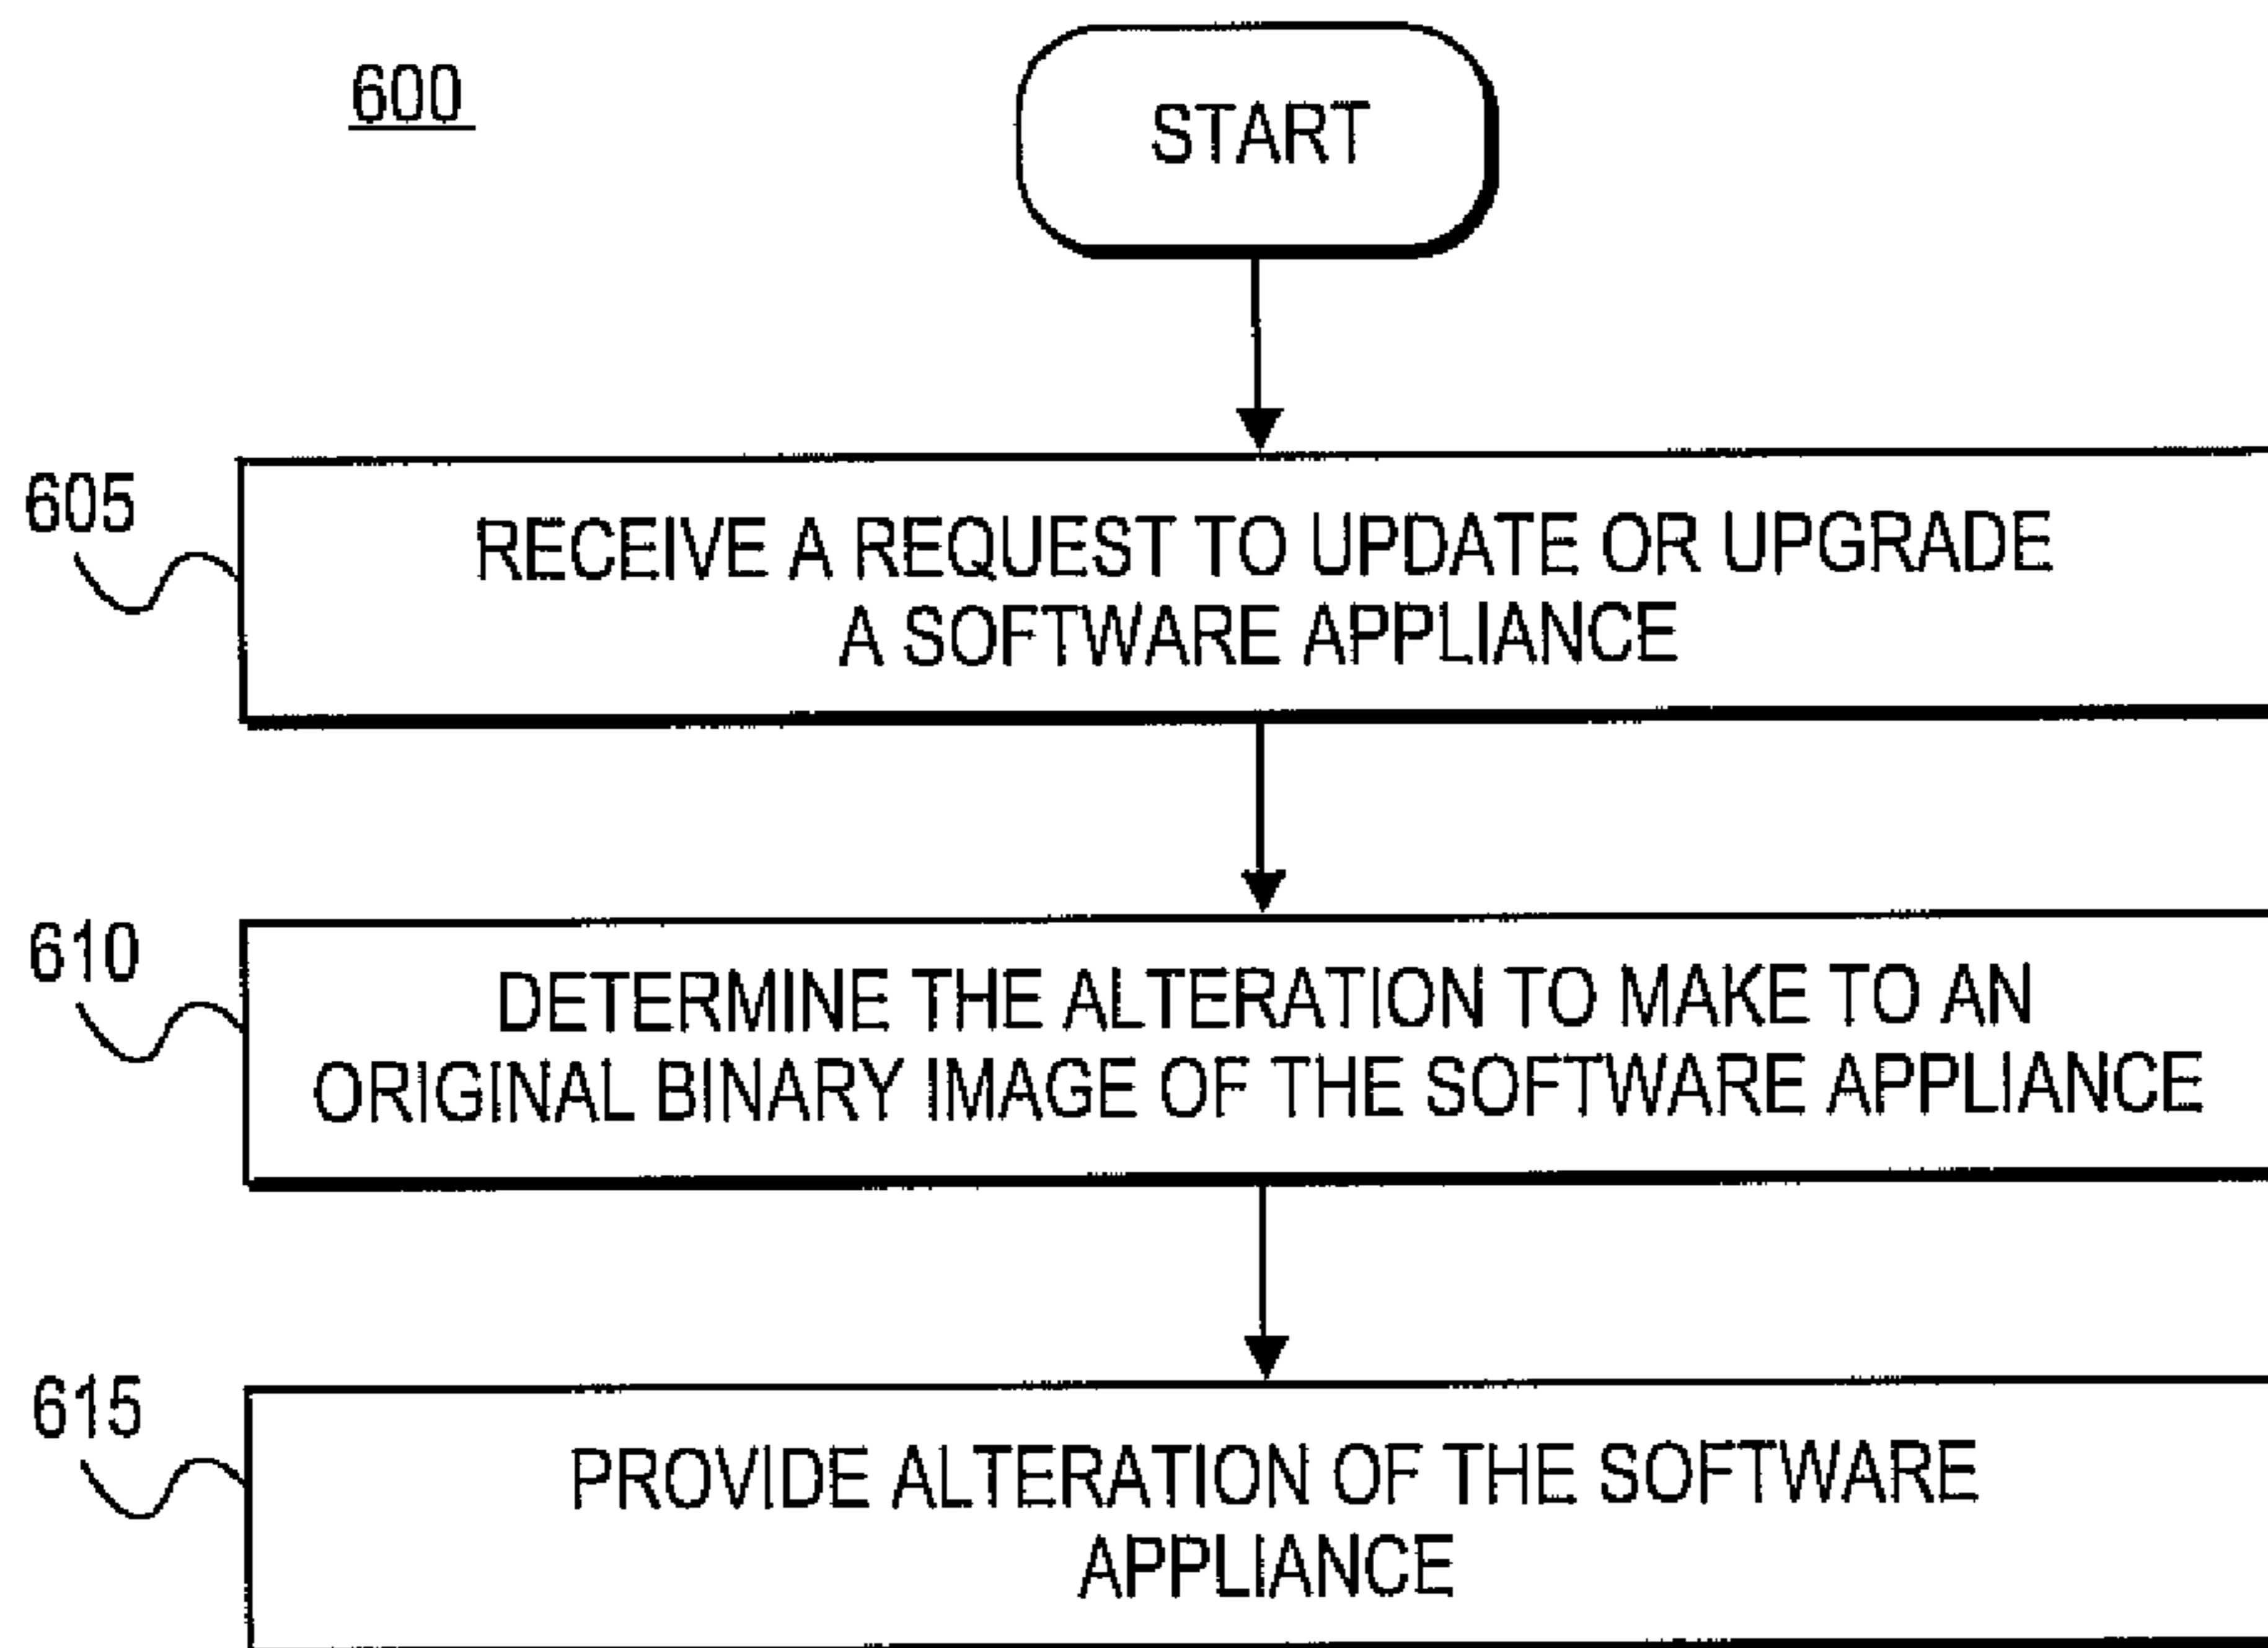 600
START
605
RECEIVE A REQUEST TO UPDATE OR UPGRADE
A SOFTWARE APPLIANCE
610
DETERMINE THE ALTERATION TO MAKE TO AN
ORIGINAL BINARY IMAGE OF THE SOFTWARE APPLIANCE
615
PROVIDE ALTERATION OF THE SOFTWARE
APPLIANCE